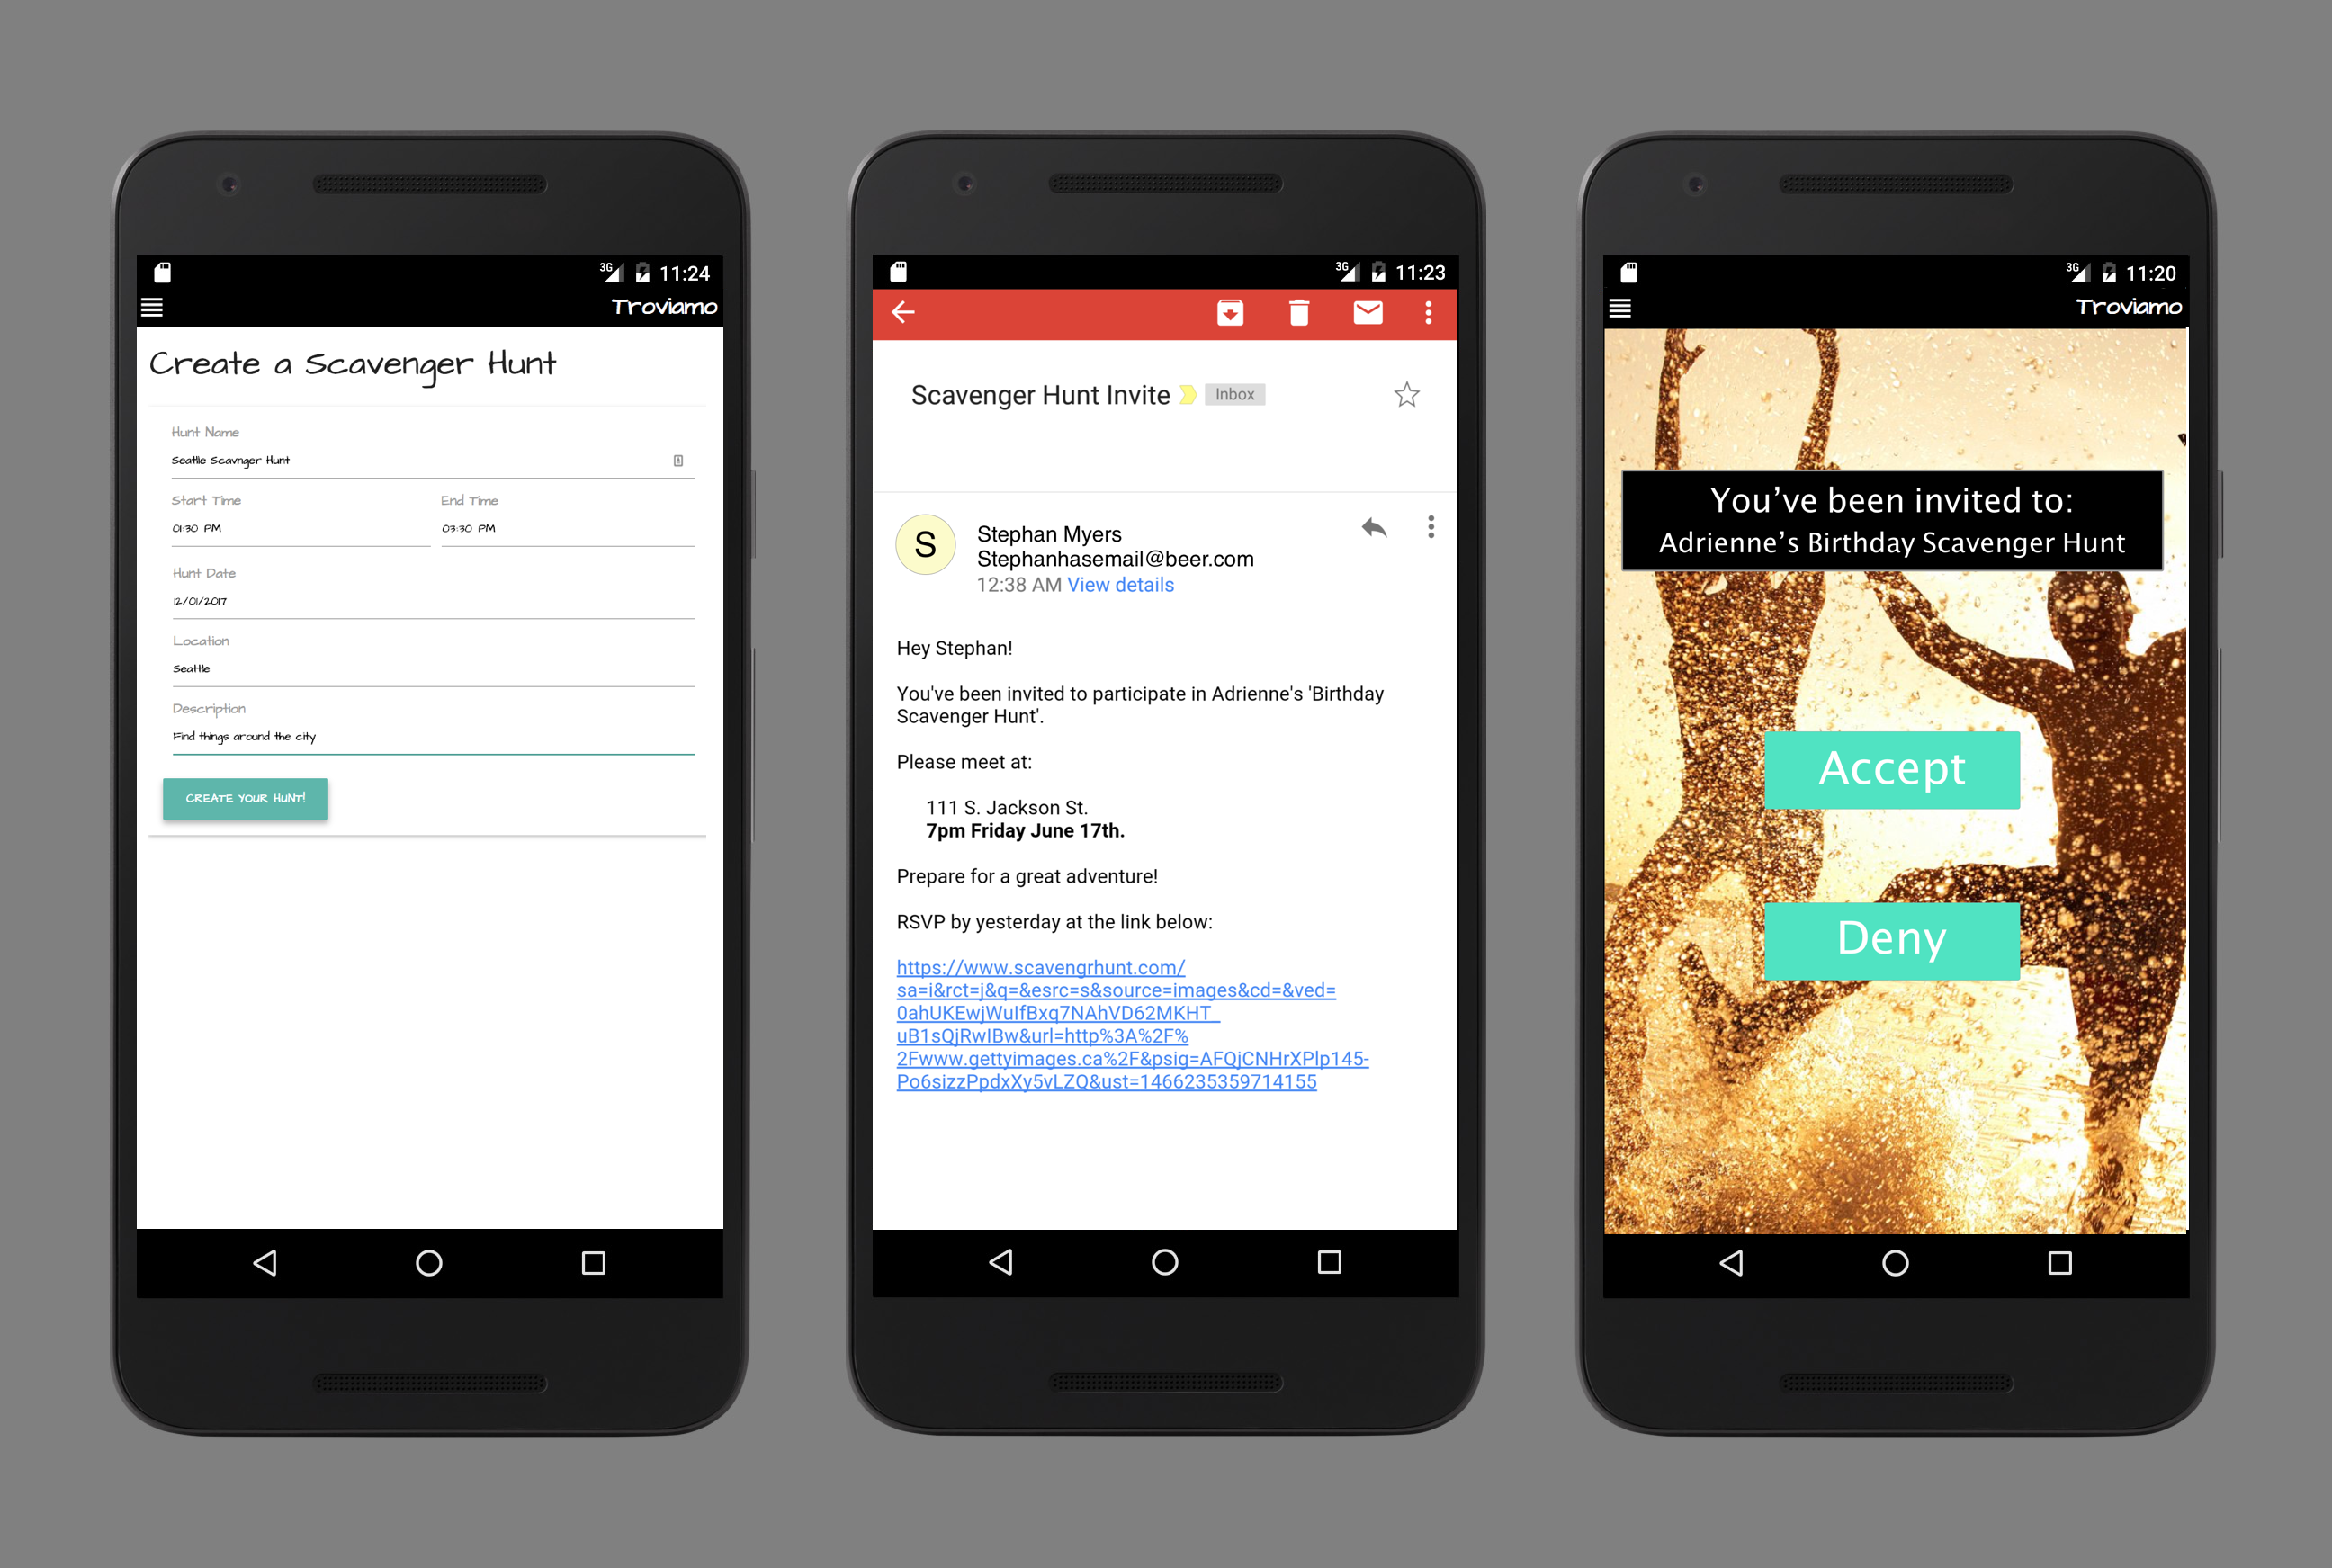 3G 11:24
Troviamo
Create a Scavenger Hunt
Hunt Name
Seattle Scavnger Hunt
Start Time End Time
01:30 PM 03:30 PM
Hunt Date
12/01/2017
Location
Seattle
Description
Find things around the city
CREATE YOUR HUNT!
3G 11:23
Scavenger Hunt Invite Inbox
S
Stephan Myers
Stephanhasemail@beer.com
12:38 AM View details
Hey Stephan!
You've been invited to participate in Adrienne's 'Birthday
Scavenger Hunt'.
Please meet at:
111 S. Jackson St.
7pm Friday June 17th.
Prepare for a great adventure!
RSVP by yesterday at the link below:
https://www.scavengrhunt.com/
sa=i&rct=j&q=&esrc=s&source=images&cd=&ved=
0ahUKEwjWuIfBxq7NAhVD62MKHT_
uB1sQjRwIBw&url=http%3A%2F%
2Fwww.gettyimages.ca%2F&psig=AFQjCNHrXPlp145-
Po6sizzPpdxXy5vLZQ&ust=1466235359714155
3G 11:20
Troviamo
You've been invited to:
Adrienne's Birthday Scavenger Hunt
Accept
Deny